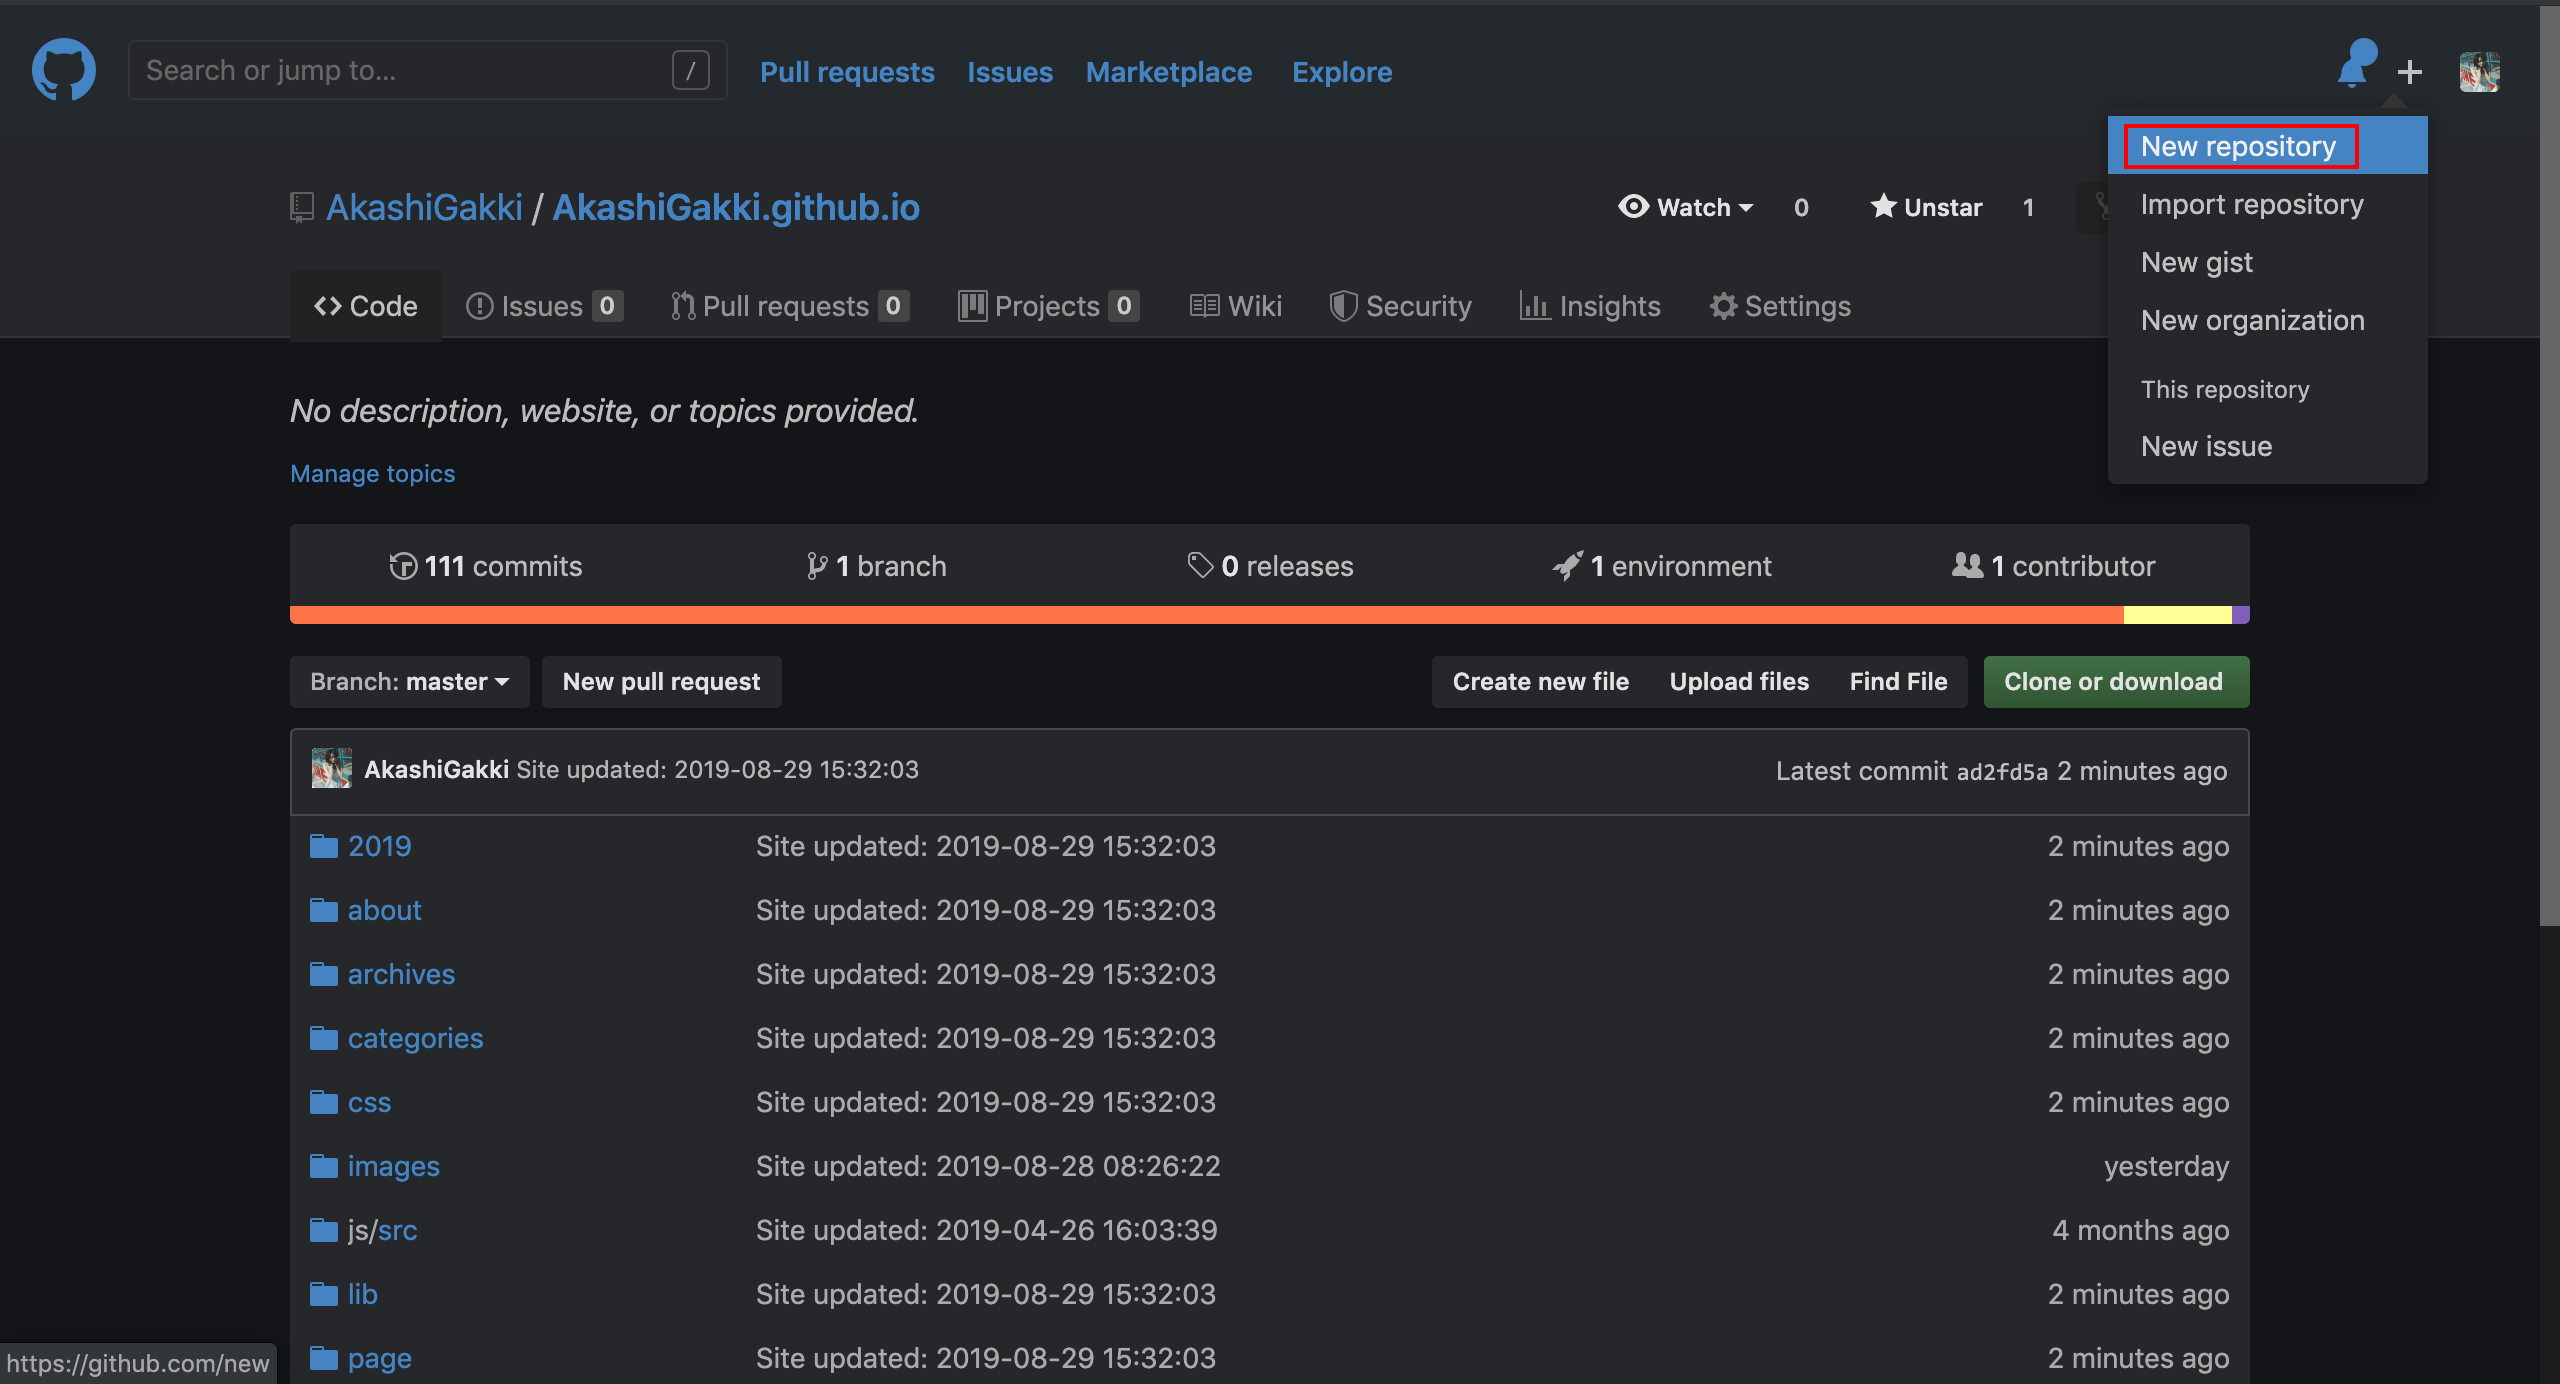 Search or jump to... /
Pull requests Issues Marketplace Explore
New repository
Import repository
New gist
New organization
This repository
New issue
AkashiGakki / AkashiGakki.github.io
Watch 0 Unstar 1
Code Issues 0 Pull requests 0 Projects 0 Wiki Security Insights Settings
No description, website, or topics provided.
Manage topics
111 commits 1 branch 0 releases 1 environment 1 contributor
Branch: master New pull request Create new file Upload files Find File Clone or download
AkashiGakki Site updated: 2019-08-29 15:32:03 Latest commit ad2fd5a 2 minutes ago
2019 Site updated: 2019-08-29 15:32:03 2 minutes ago
about Site updated: 2019-08-29 15:32:03 2 minutes ago
archives Site updated: 2019-08-29 15:32:03 2 minutes ago
categories Site updated: 2019-08-29 15:32:03 2 minutes ago
css Site updated: 2019-08-29 15:32:03 2 minutes ago
images Site updated: 2019-08-28 08:26:22 yesterday
js/src Site updated: 2019-04-26 16:03:39 4 months ago
lib Site updated: 2019-08-29 15:32:03 2 minutes ago
page Site updated: 2019-08-29 15:32:03 2 minutes ago
https://github.com/new